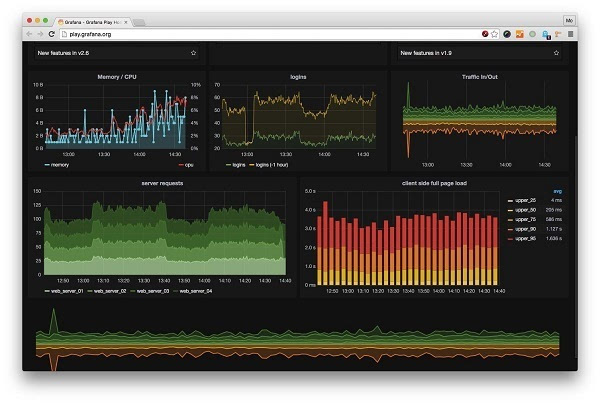 Grafana - Grafana Play Ho
Mo
play.grafana.org
New features in v2.6
New features in v1.9
Memory / CPU
logins
Traffic In/Out
10 B
8 B
6 B
4 B
2 B
0 B
10%
8%
6%
4%
2%
0%
13:00 13:30 14:00 14:30
memory cpu
70
60
50
40
30
20
13:00 13:30 14:00 14:30
logins logins (-1 hour)
13:00 13:30 14:00 14:30
server requests
client side full page load
150
125
100
75
50
25
0
12:50 13:00 13:10 13:20 13:30 13:40 13:50 14:00 14:10 14:20 14:30 14:40
web_server_01 web_server_02 web_server_03 web_server_04
5.0 s
4.0 s
3.0 s
2.0 s
1.0 s
0 ms
12:50 13:00 13:10 13:20 13:30 13:40 13:50 14:00 14:10 14:20 14:30 14:40
avg
upper_25 4 ms
upper_50 205 ms
upper_75 585 ms
upper_90 1.127 s
upper_95 1.636 s